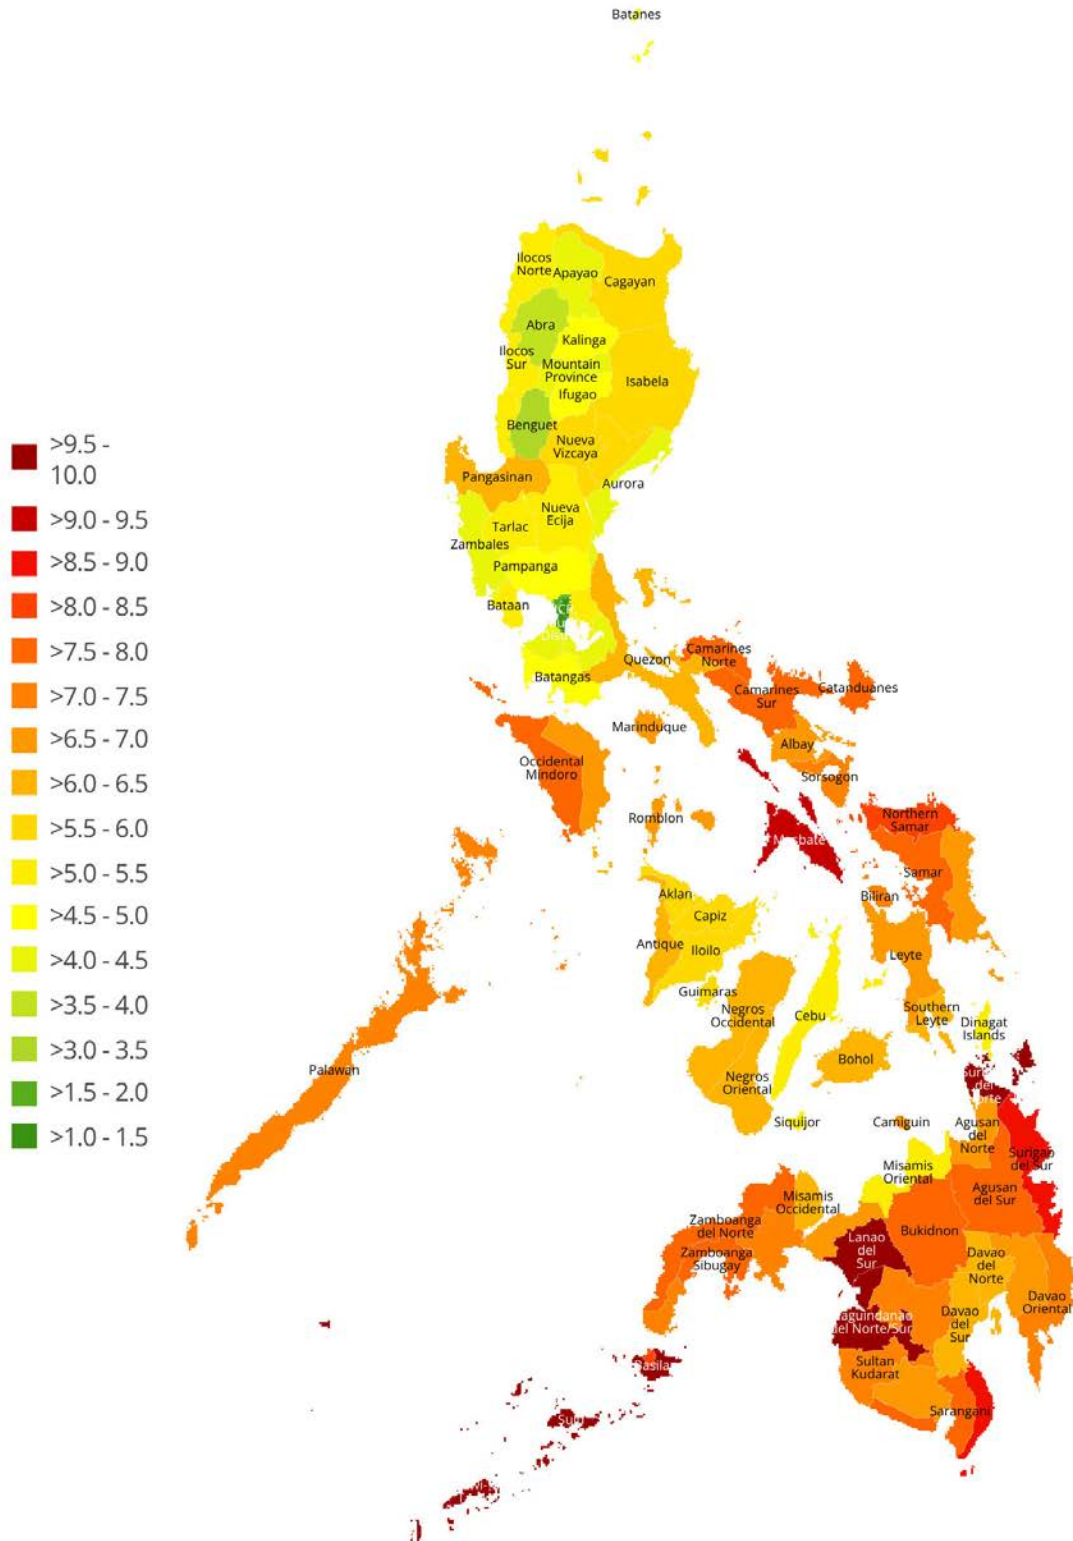 Batanes
Ilocos
Norte
Apayao
Cagayan
Abra
Kalinga
Ilocos
Sur
Mountain
Province
Isabela
Ifugao
Benguet
Nueva
Vizcaya
Pangasinan
Aurora
Nueva
Ecija
Tarlac
Zambales
Pampanga
Bataan
Quezon
Batangas
Camarines
Norte
Camarines
Sur
Catanduanes
Marinduque
Albay
Occidental
Mindoro
Sorsogon
Romblon
Northern
Samar
Masbate
Samar
Biliran
Aklan
Capiz
Antique
Iloilo
Leyte
Guimaras
Negros
Occidental
Cebu
Southern
Leyte
Dinagat
Islands
Bohol
Palawan
Negros
Oriental
del
Siquijor
Camiguin
Agusan
del
Norte
Surigao
del Sur
Misamis
Oriental
Agusan
del Sur
Misamis
Occidental
Zamboanga
del Norte
Bukidnon
Lanao
del
Sur
Zamboanga
Sibugay
Davao
del
Norte
Davao
Oriental
Davao
del
Sur
del Norte/Sur
Sultan
Kudarat
Basilan
Sarangani
>9.5 -
10.0
>9.0 - 9.5
>8.5 - 9.0
>8.0 - 8.5
>7.5 - 8.0
>7.0 - 7.5
>6.5 - 7.0
>6.0 - 6.5
>5.5 - 6.0
>5.0 - 5.5
>4.5 - 5.0
>4.0 - 4.5
>3.5 - 4.0
>3.0 - 3.5
>1.5 - 2.0
>1.0 - 1.5